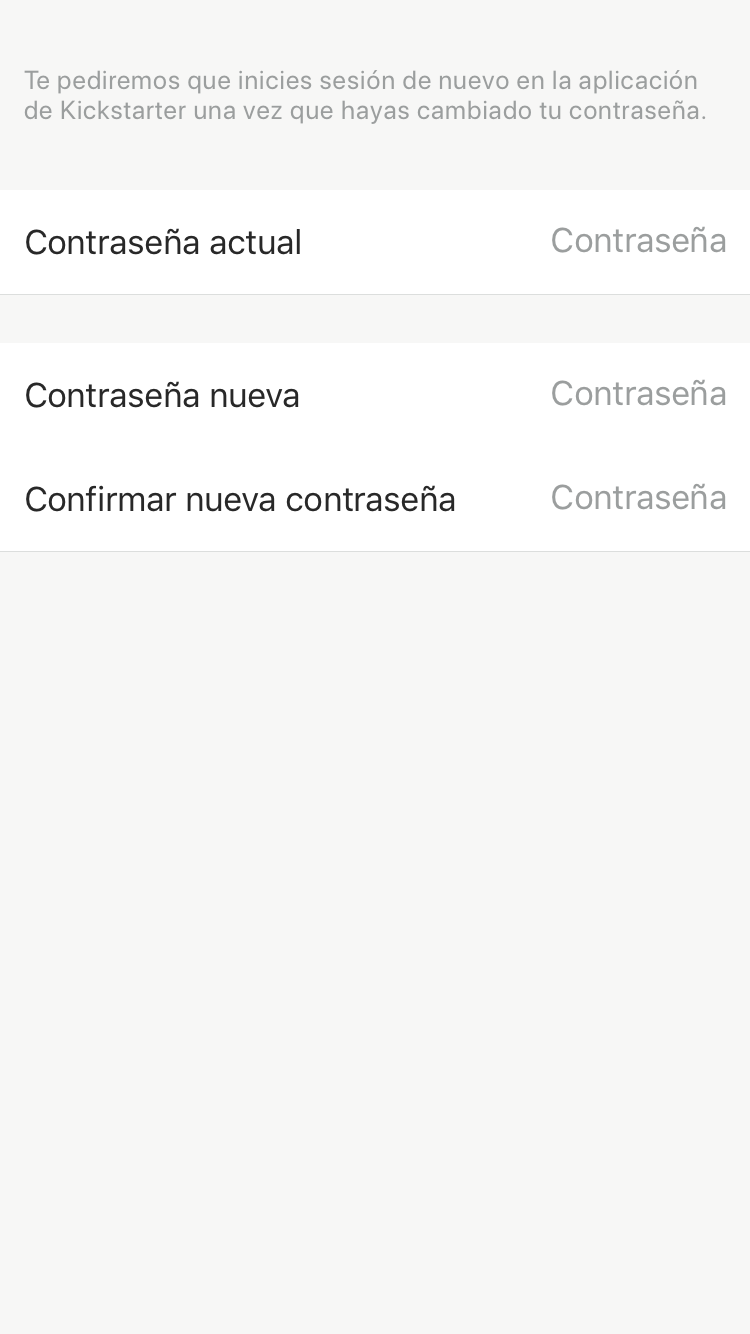 Te pediremos que inicies sesión de nuevo en la aplicación
de Kickstarter una vez que hayas cambiado tu contraseña.
Contraseña actual Contraseña
Contraseña nueva Contraseña
Confirmar nueva contraseña Contraseña